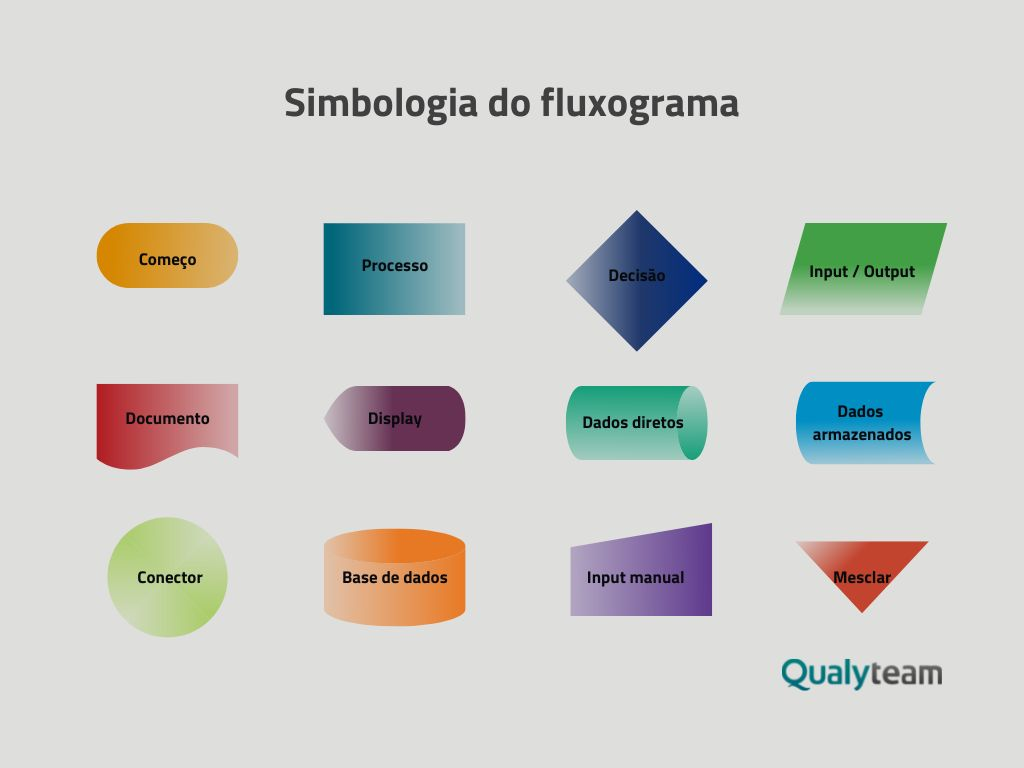 Simbologia do fluxograma
Começo
Processo
Decisão
Input / Output
Documento
Display
Dados diretos
Dados
armazenados
Conector
Base de dados
Input manual
Mesclar
Qualyteam